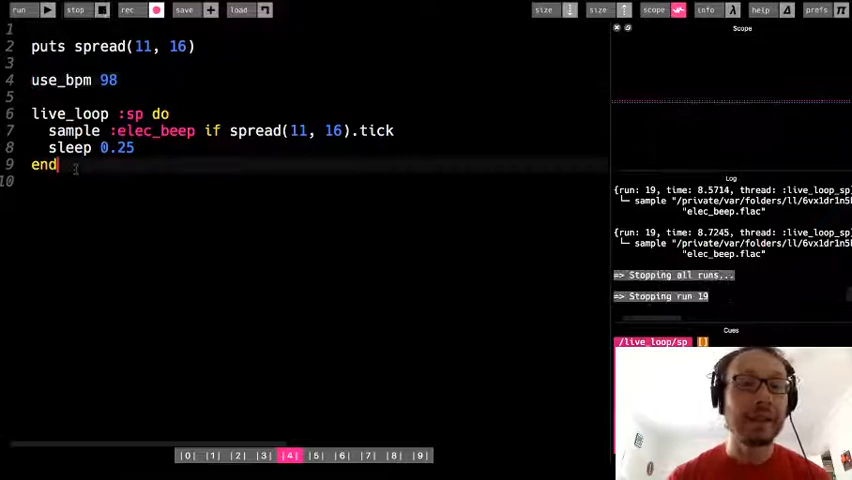 run stop rec save load size size scope info help prefs
1
2 puts spread(11, 16)
3
4 use_bpm 98
5
6 live_loop :sp do
7 sample :elec_beep if spread(11, 16).tick
8 sleep 0.25
9 end
10
|0| |1| |2| |3| |4| |5| |6| |7| |8| |9|
Scope
Log
{run: 19, time: 8.5714, thread: :live_loop_sp}
└─ sample "/private/var/folders/ll/6vx1dr1n5
"elec_beep.flac"
{run: 19, time: 8.7245, thread: :live_loop_sp}
└─ sample "/private/var/folders/ll/6vx1dr1n5
"elec_beep.flac"
=> Stopping all runs...
=> Stopping run 19
Cues
/live_loop/sp []